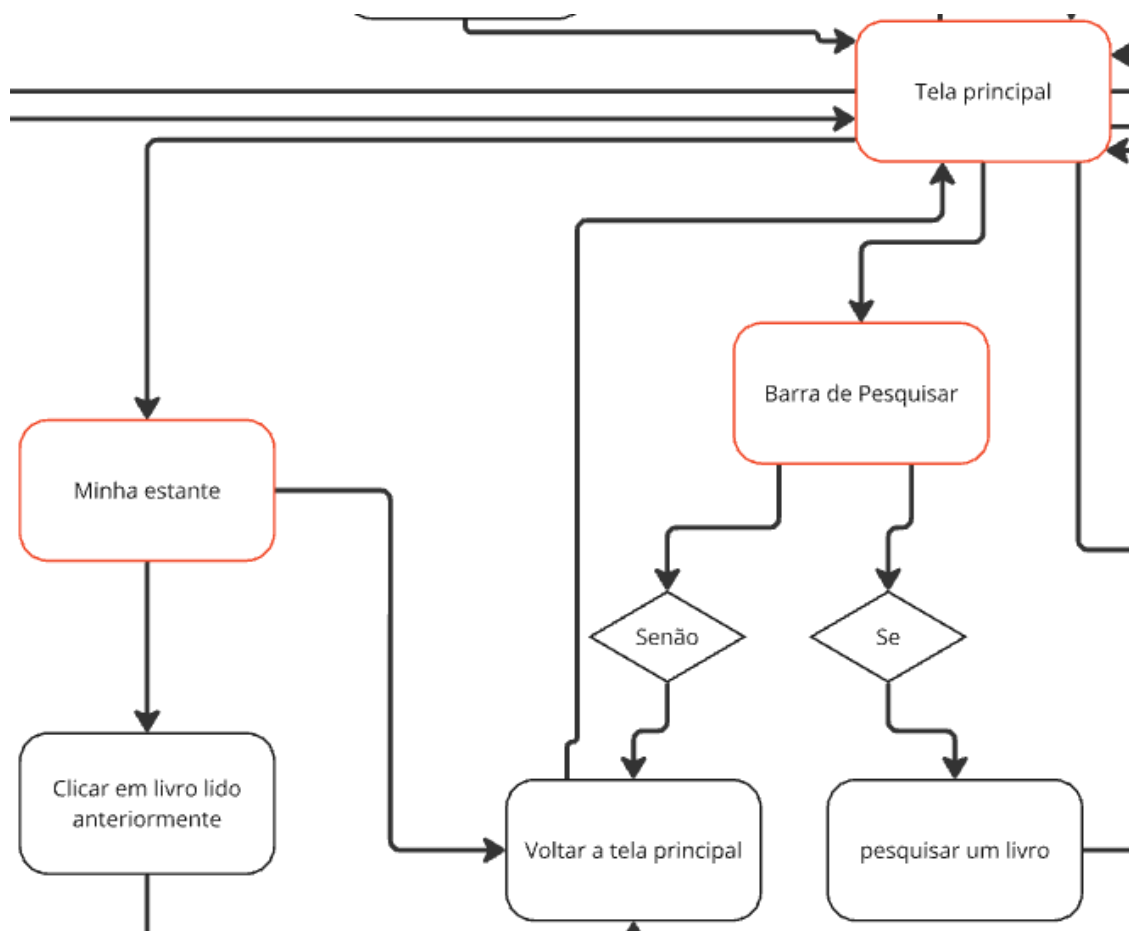 Tela principal
Barra de Pesquisar
Minha estante
Senão
Se
Clicar em livro lido
anteriormente
Voltar a tela principal
pesquisar um livro